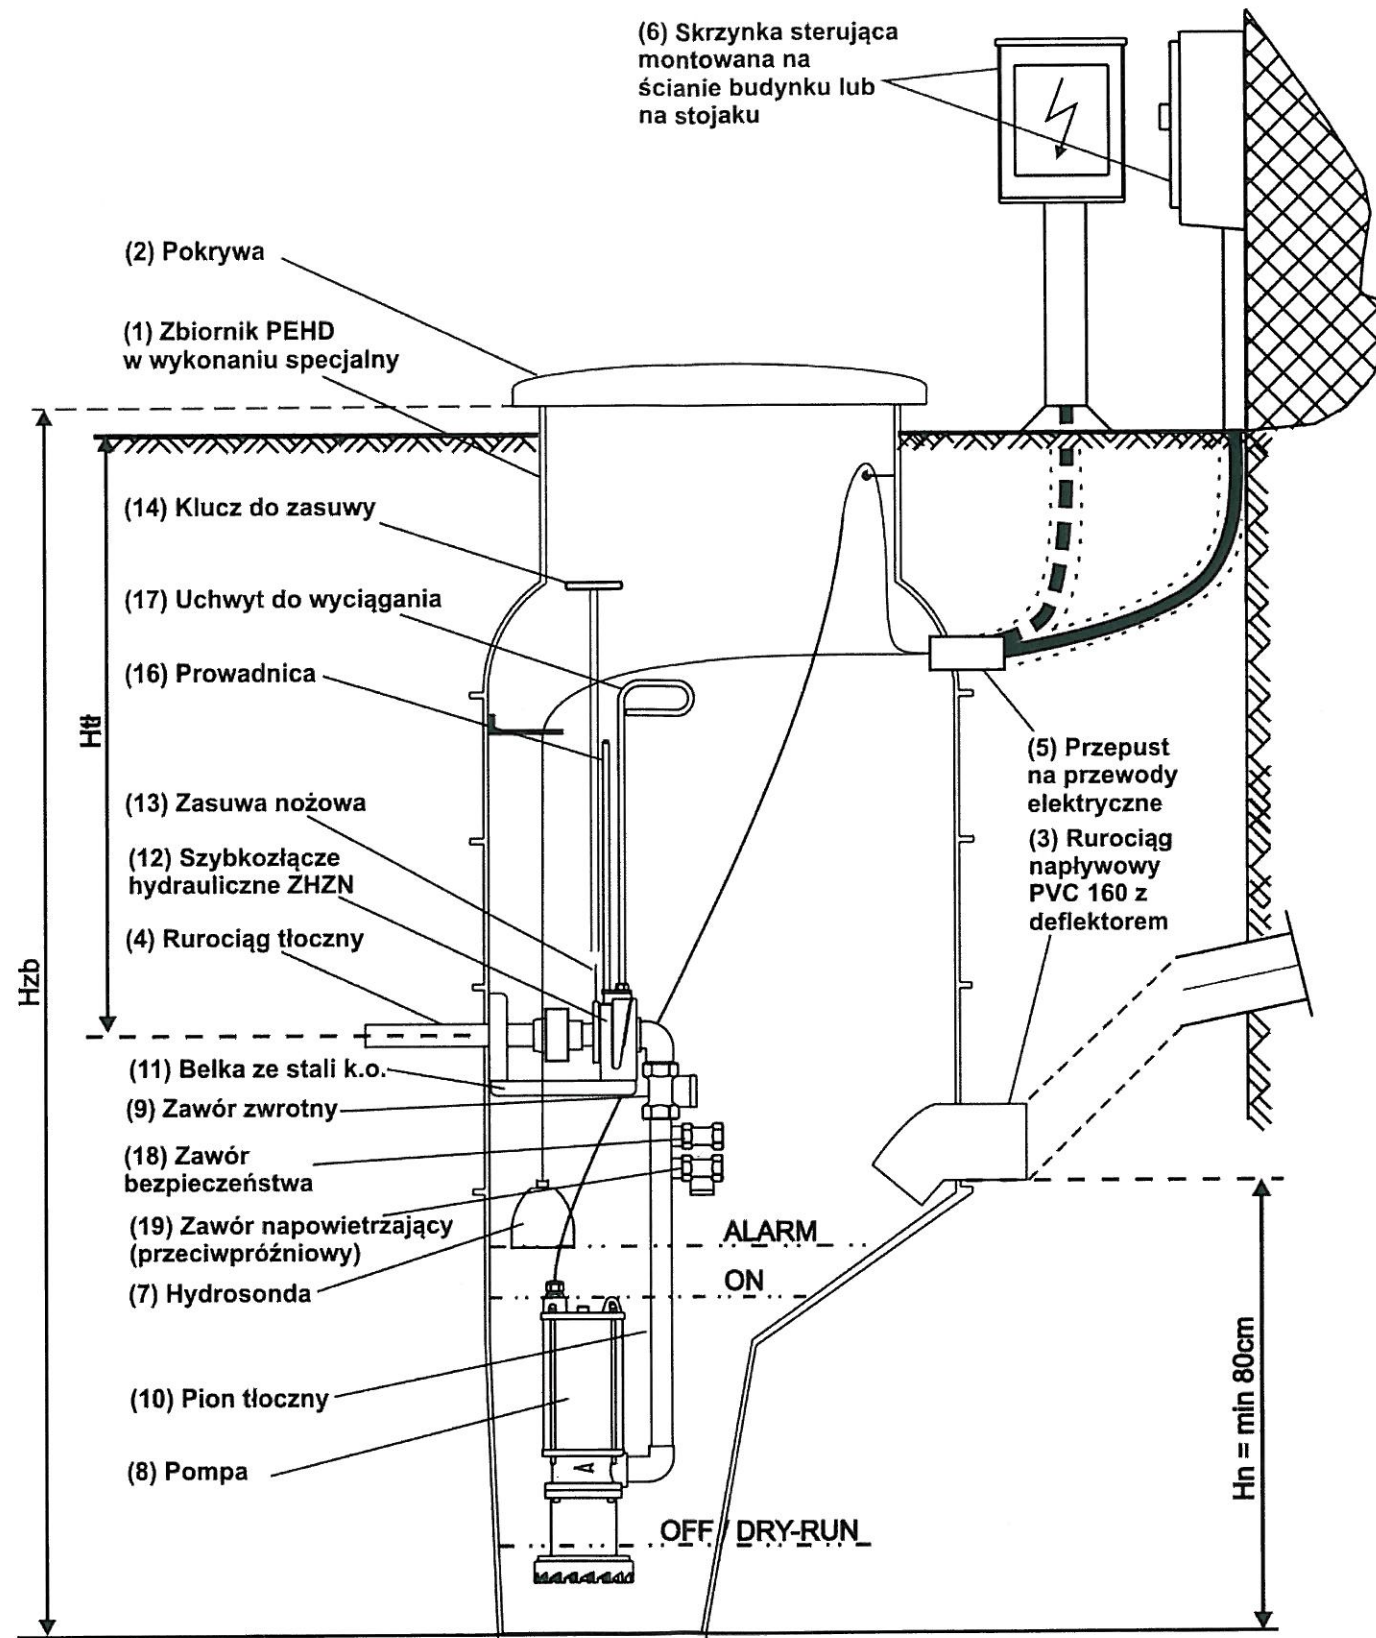 (6) Skrzynka sterująca
montowana na
ścianie budynku lub
na stojaku
(2) Pokrywa
(1) Zbiornik PEHD
w wykonaniu specjalny
(14) Klucz do zasuwy
(17) Uchwyt do wyciągania
(16) Prowadnica
Htł
(13) Zasuwa nożowa
(12) Szybkozłącze
hydrauliczne ZHZN
(4) Rurociąg tłoczny
Hzb
(5) Przepust
na przewody
elektryczne
(3) Rurociąg
napływowy
PVC 160 z
deflektorem
(11) Belka ze stali k.o.
(9) Zawór zwrotny
(18) Zawór
bezpieczeństwa
(19) Zawór napowietrzający
(przeciwpróżniowy)
(7) Hydrosonda
ALARM
ON
(10) Pion tłoczny
(8) Pompa
OFF / DRY-RUN
Hn = min 80cm